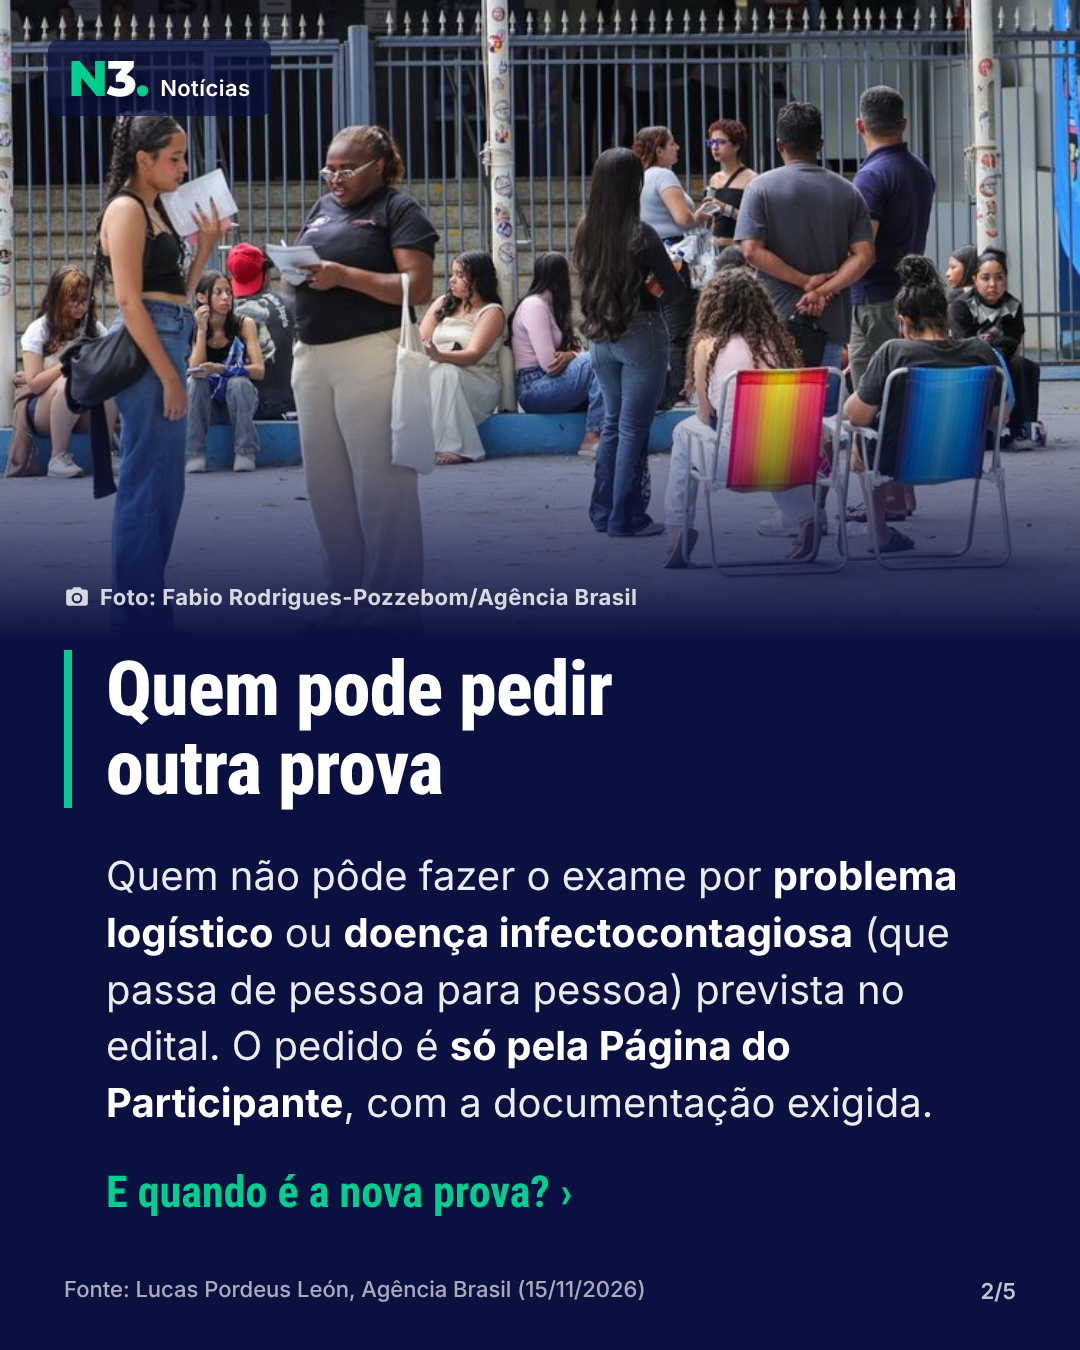 N3. Notícias
Foto: Fabio Rodrigues-Pozzebom/Agência Brasil
Quem pode pedir
outra prova
Quem não pôde fazer o exame por problema
logístico ou doença infectocontagiosa (que
passa de pessoa para pessoa) prevista no
edital. O pedido é só pela Página do
Participante, com a documentação exigida.
E quando é a nova prova? ›
Fonte: Lucas Pordeus León, Agência Brasil (15/11/2026)
2/5